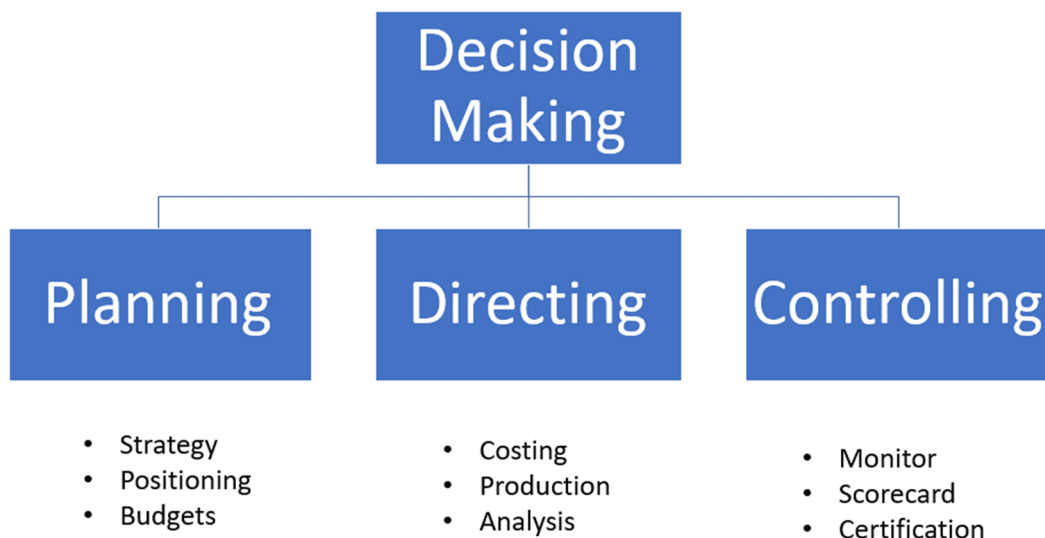 Decision
Making
Planning
Directing
Controlling
• Strategy
• Positioning
• Budgets
• Costing
• Production
• Analysis
• Monitor
• Scorecard
• Certification